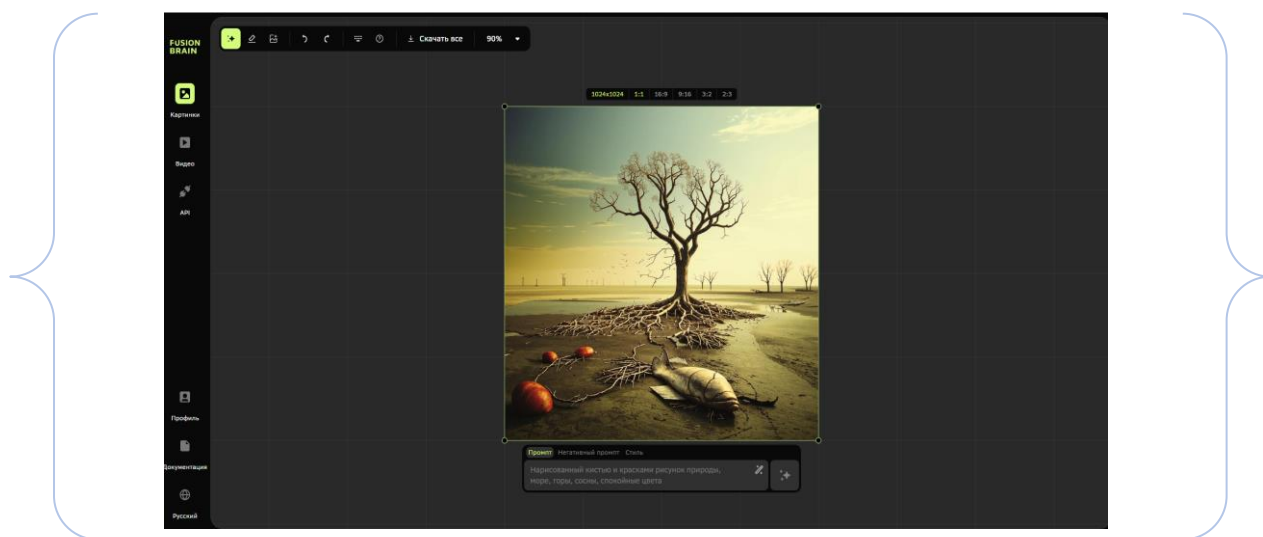 FUSION
BRAIN
Скачать все 90%
Картинки
Видео
API
1024x1024 1:1 16:9 9:16 3:2 2:3
Промпт Негативный промпт Стиль
Нарисованный кистью и красками рисунок природы,
море, горы, сосны, спокойные цвета
Профиль
Документация
Русский